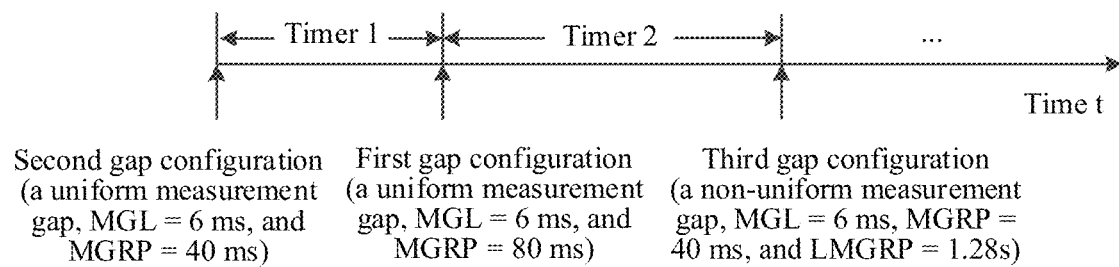 Timer 1
Timer 2
...
Time t
Second gap configuration
(a uniform measurement
gap, MGL = 6 ms, and
MGRP = 40 ms)
First gap configuration
(a uniform measurement
gap, MGL = 6 ms, and
MGRP = 80 ms)
Third gap configuration
(a non-uniform measurement
gap, MGL = 6 ms, MGRP =
40 ms, and LMGRP = 1.28s)